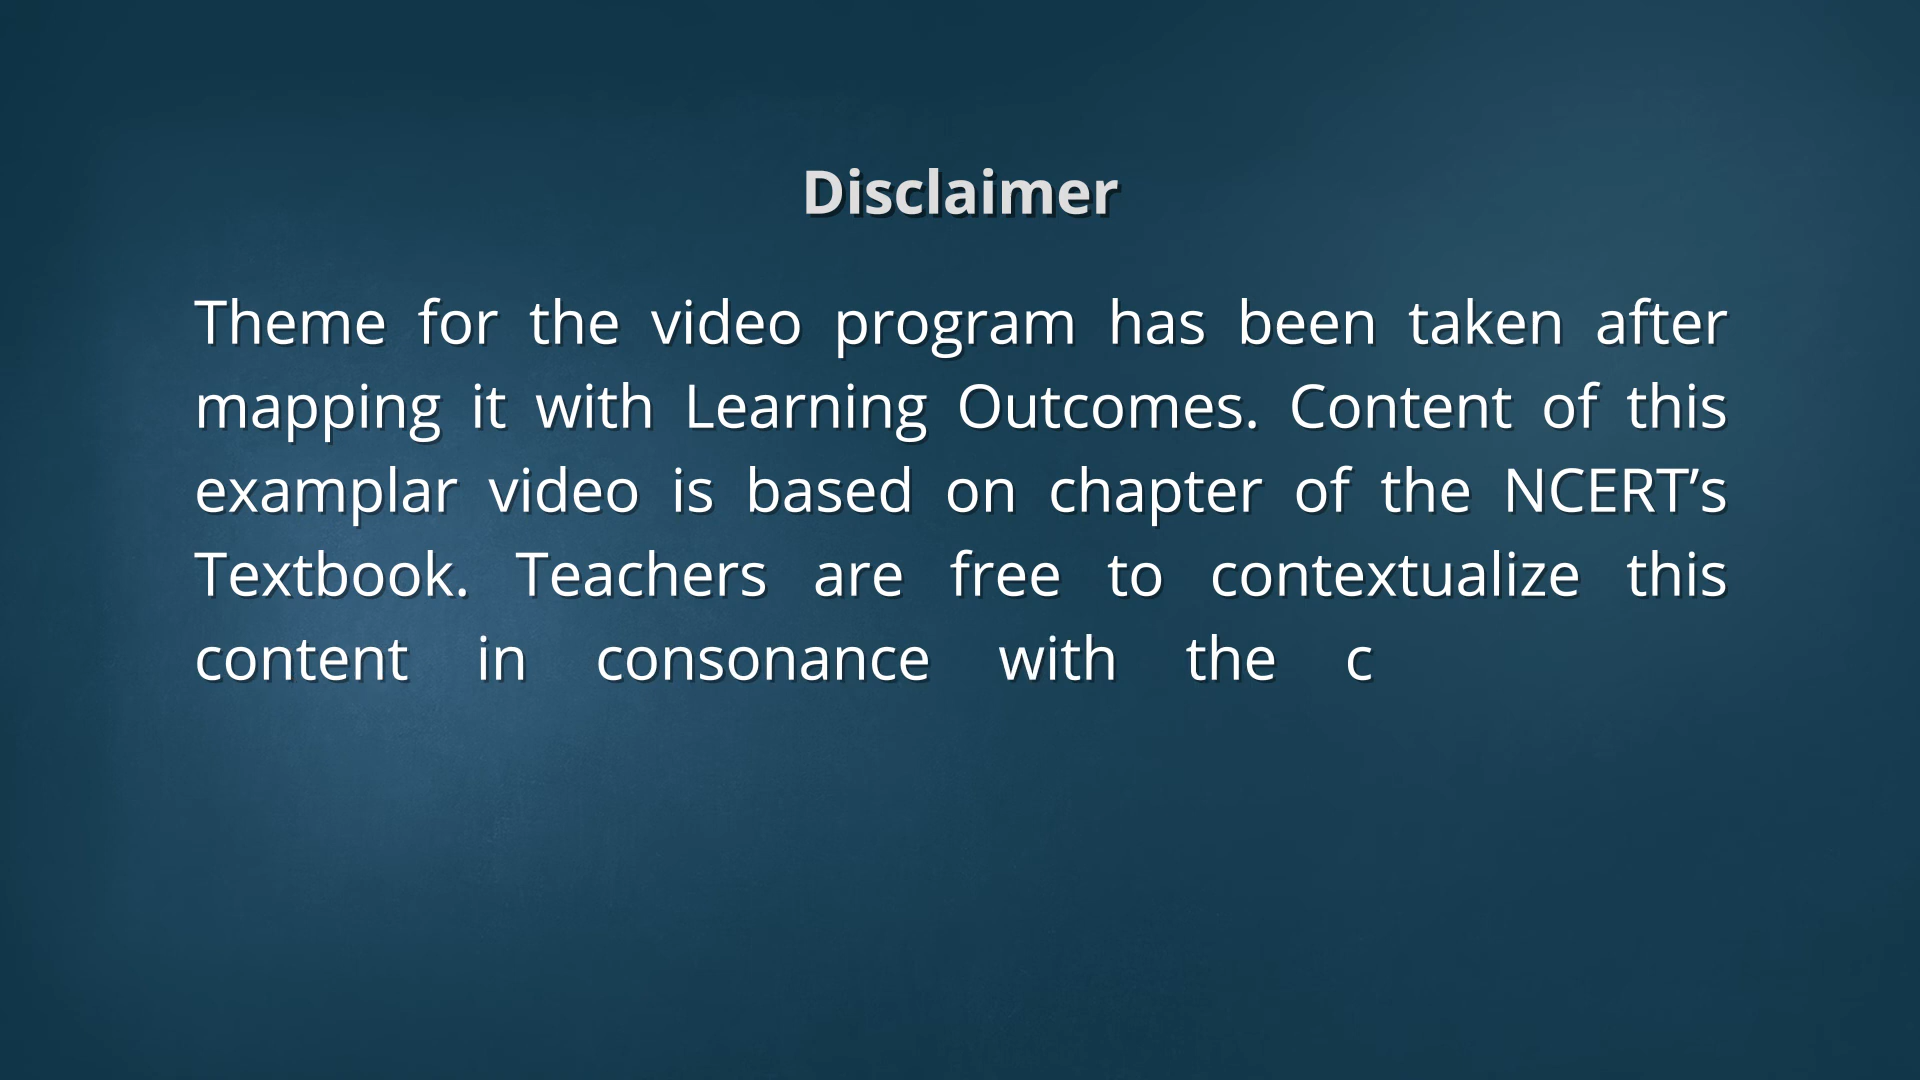 Disclaimer
Theme for the video program has been taken after
mapping it with Learning Outcomes. Content of this
examplar video is based on chapter of the NCERT’s
Textbook. Teachers are free to contextualize this
content in consonance with the c